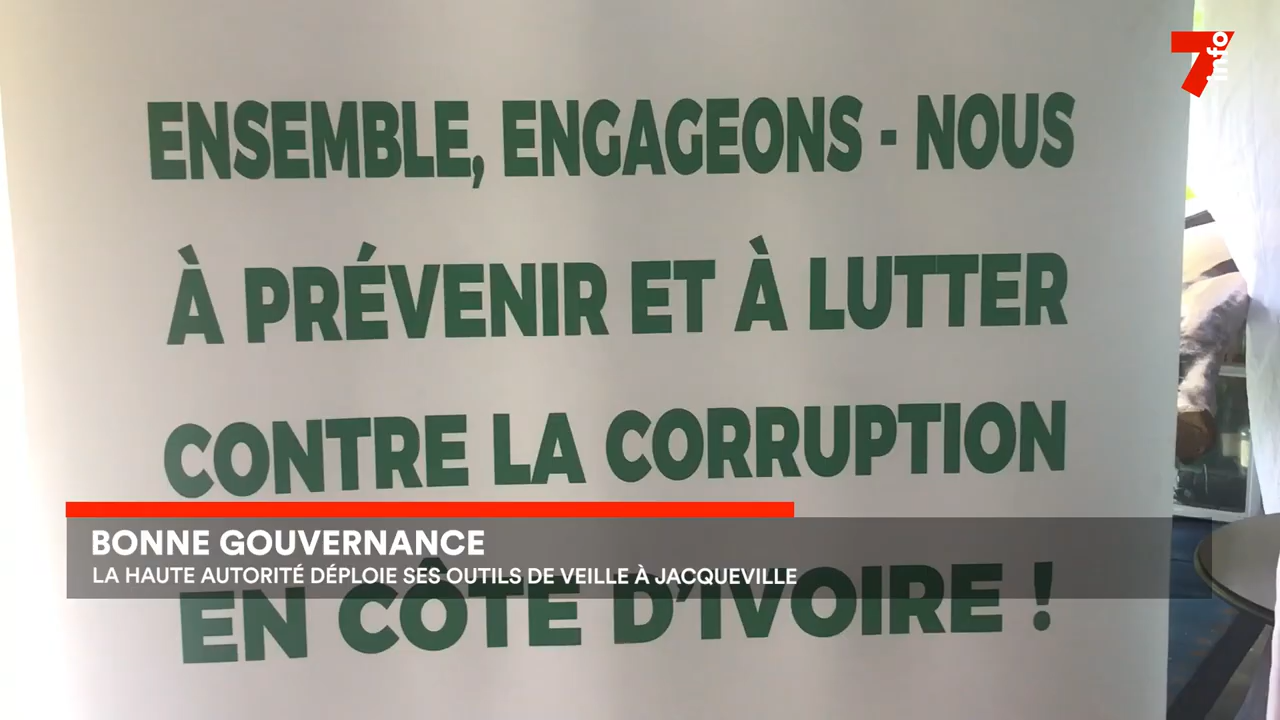 7 info
ENSEMBLE, ENGAGEONS - NOUS
À PRÉVENIR ET À LUTTER
CONTRE LA CORRUPTION
BONNE GOUVERNANCE
LA HAUTE AUTORITÉ DÉPLOIE SES OUTILS DE VEILLE À JACQUEVILLE
EN CÔTE D'IVOIRE !